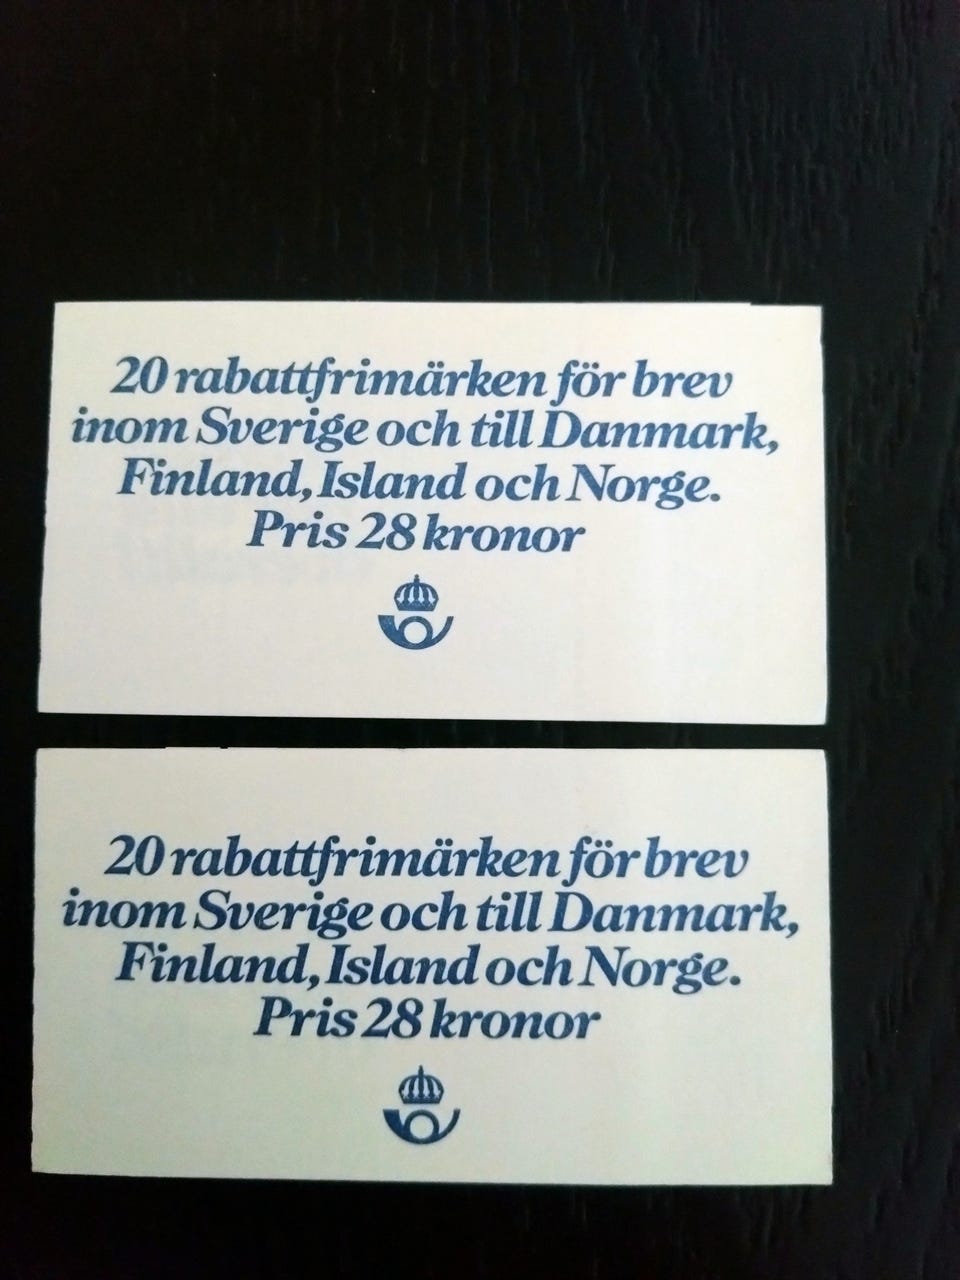 20 rabattfrimärken för brev
inom Sverige och till Danmark,
Finland, Island och Norge.
Pris 28 kronor
20 rabattfrimärken för brev
inom Sverige och till Danmark,
Finland, Island och Norge.
Pris 28 kronor